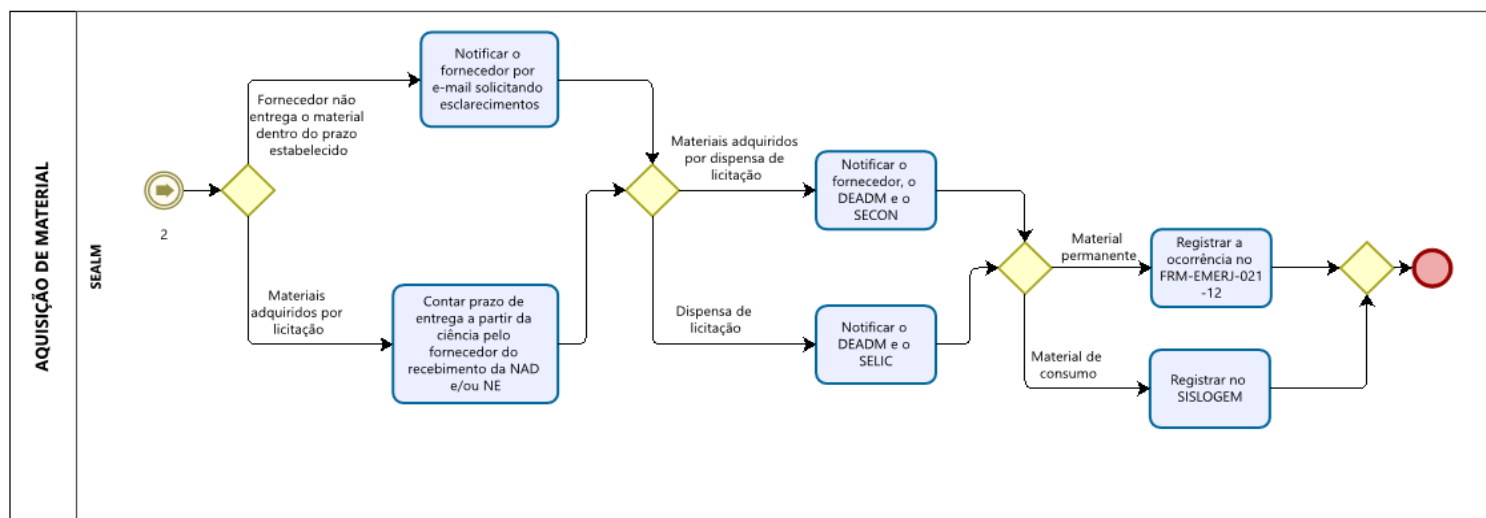 AQUISIÇÃO DE MATERIAL
SEALM
2
Fornecedor não
entrega o material
dentro do prazo
estabelecido
Notificar o
fornecedor por
e-mail solicitando
esclarecimentos
Materiais
adquiridos por
licitação
Contar prazo de
entrega a partir da
ciência pelo
fornecedor do
recebimento da NAD
e/ou NE
Materiais adquiridos
por dispensa de
licitação
Notificar o
fornecedor, o
DEADM e o
SECON
Dispensa de
licitação
Notificar o
DEADM e o
SELIC
Material
permanente
Registrar a
ocorrência no
FRM-EMERJ-021
-12
Material de
consumo
Registrar no
SISLOGEM